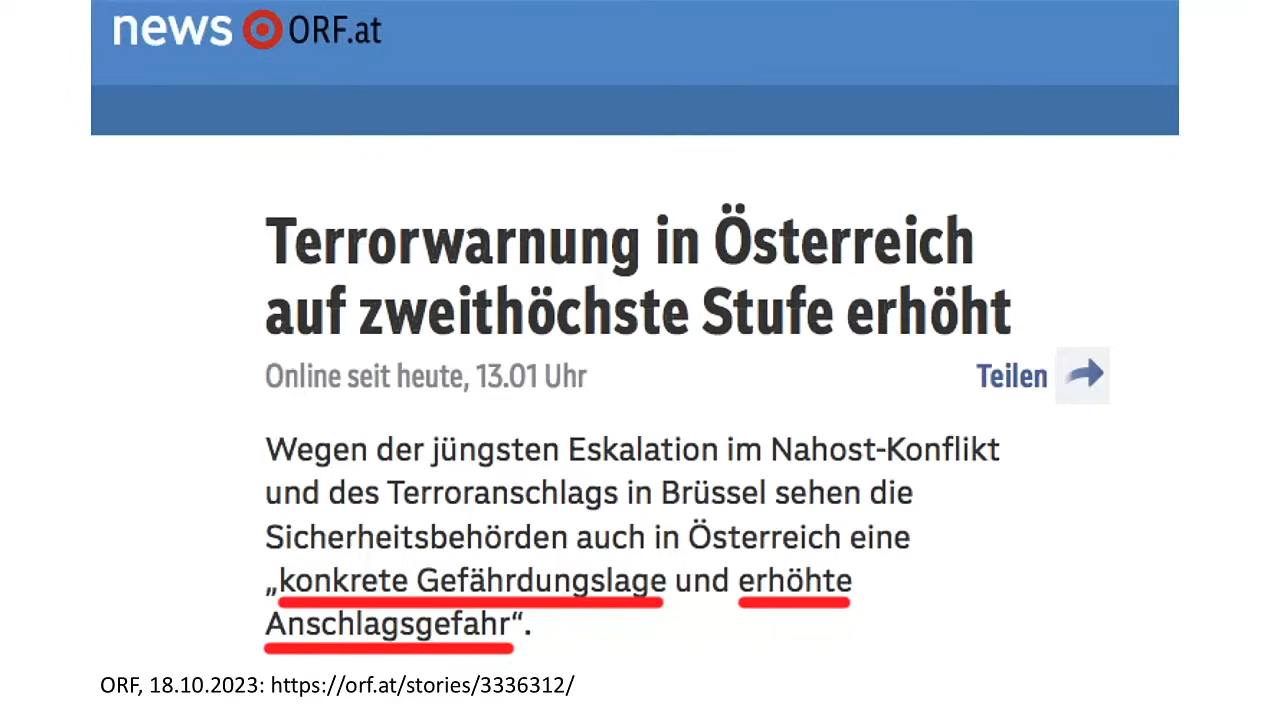 news ORF.at
Terrorwarnung in Österreich
auf zweithöchste Stufe erhöht
Online seit heute, 13.01 Uhr
Teilen
Wegen der jüngsten Eskalation im Nahost-Konflikt
und des Terroranschlags in Brüssel sehen die
Sicherheitsbehörden auch in Österreich eine
„konkrete Gefährdungslage und erhöhte
Anschlagsgefahr“.
ORF, 18.10.2023: https://orf.at/stories/3336312/